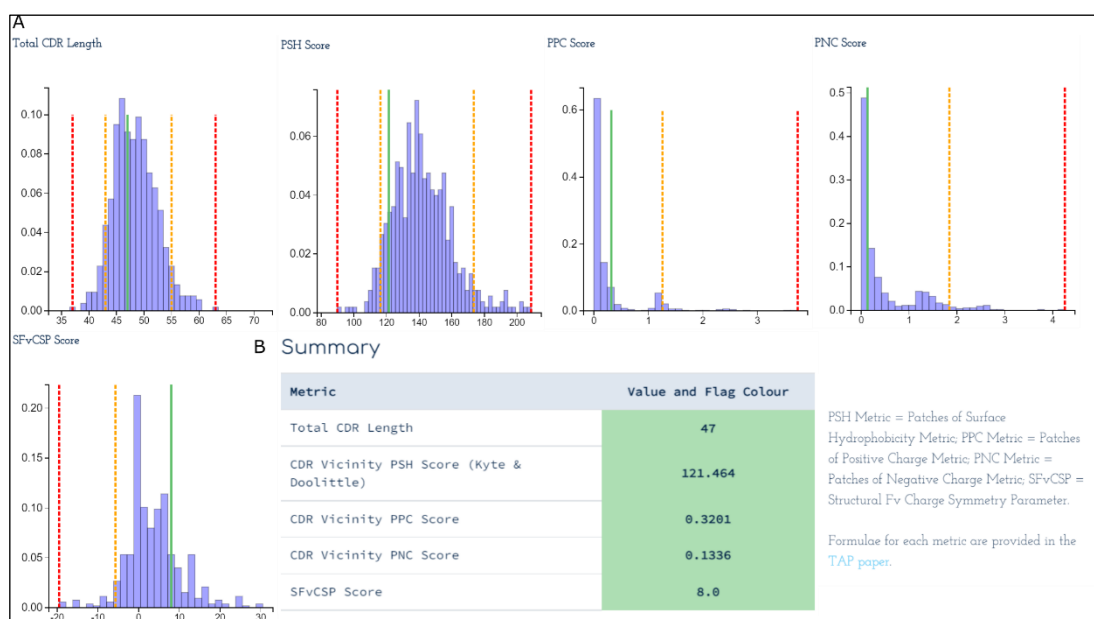 A
Total CDR Length
0.10
0.08
0.06
0.04
0.02
0.00
35 40 45 50 55 60 65 70
PSH Score
0.06
0.04
0.02
0.00
80 100 120 140 160 180 200
PPC Score
0.6
0.4
0.2
0.0
0 1 2 3
PNC Score
0.5
0.4
0.3
0.2
0.1
0.0
0 1 2 3 4
SFvCSP Score
0.20
0.15
0.10
0.05
0.00
-20 -10 0 10 20 30
B
Summary
Metric Value and Flag Colour
Total CDR Length 47
CDR Vicinity PSH Score (Kyte &
Doolittle) 121.464
CDR Vicinity PPC Score 0.3201
CDR Vicinity PNC Score 0.1336
SFvCSP Score 8.0
PSH Metric = Patches of Surface
Hydrophobicity Metric; PPC Metric = Patches
of Positive Charge Metric; PNC Metric =
Patches of Negative Charge Metric; SFvCSP =
Structural Fv Charge Symmetry Parameter.
Formulae for each metric are provided in the
TAP paper.